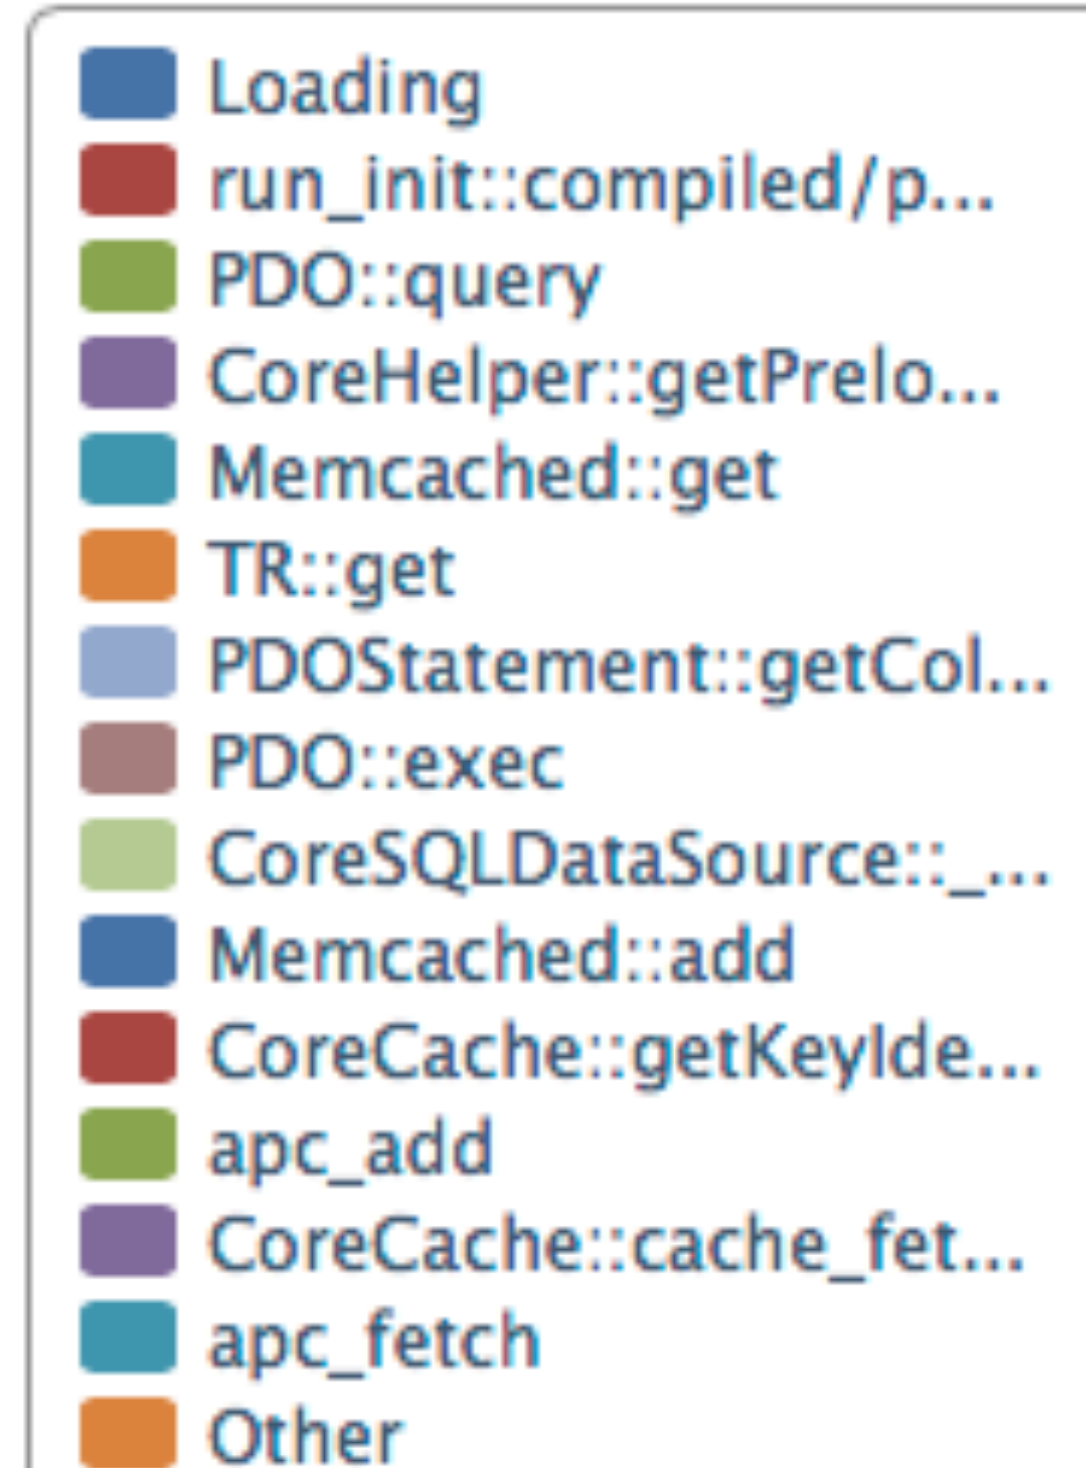 Loading
run_init::compiled/p...
PDO::query
CoreHelper::getPrelo...
Memcached::get
TR::get
PDOStatement::getCol...
PDO::exec
CoreSQLDataSource::_...
Memcached::add
CoreCache::getKeyIde...
apc_add
CoreCache::cache_fet...
apc_fetch
Other